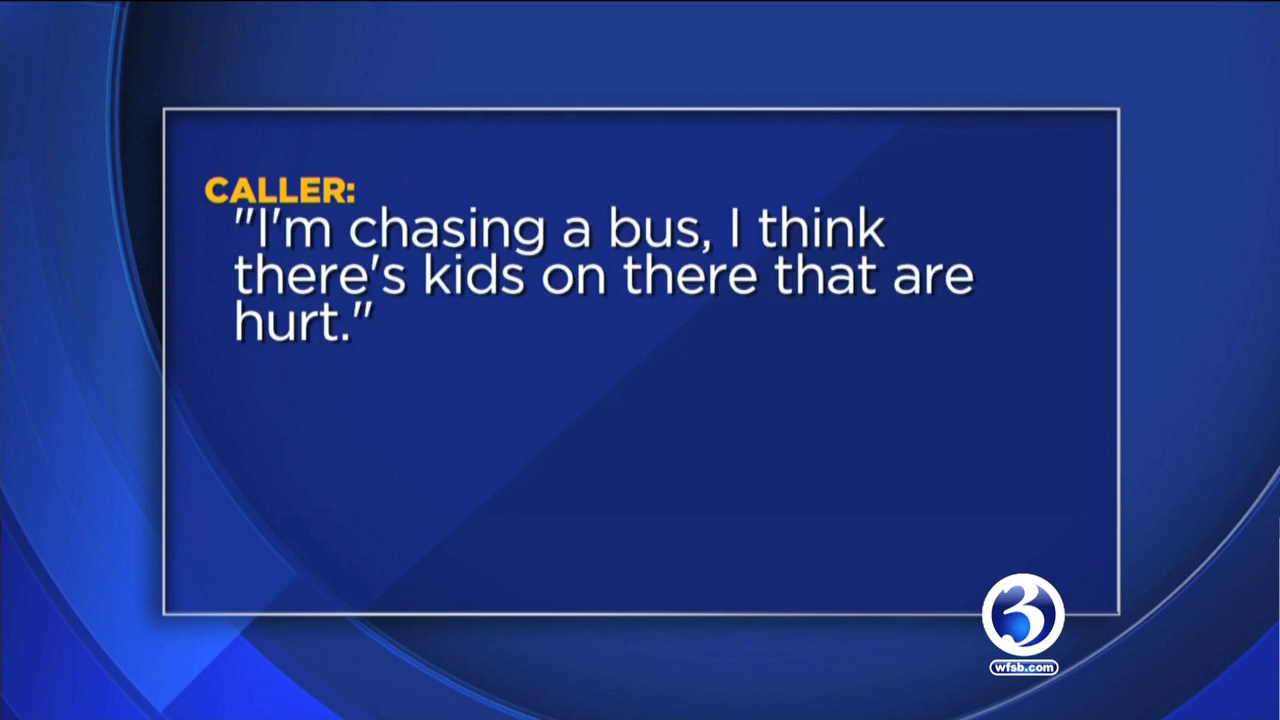 CALLER:
"I'm chasing a bus, I think
there's kids on there that are
hurt."
3
wfsb.com